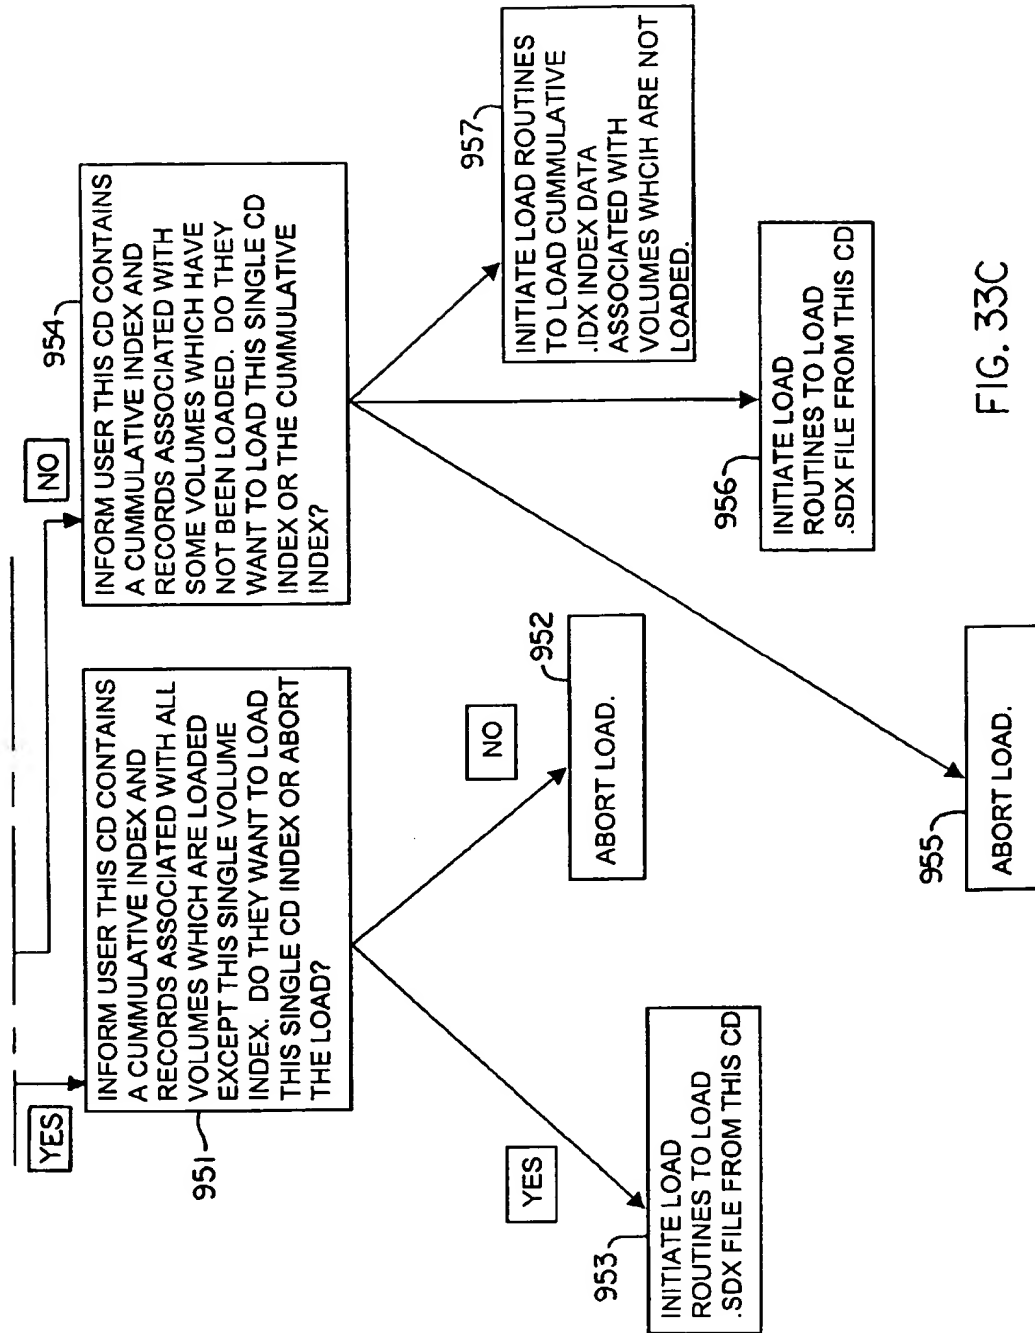 YES
NO
951
INFORM USER THIS CD CONTAINS
A CUMMULATIVE INDEX AND
RECORDS ASSOCIATED WITH ALL
VOLUMES WHICH ARE LOADED
EXCEPT THIS SINGLE VOLUME
INDEX. DO THEY WANT TO LOAD
THIS SINGLE CD INDEX OR ABORT
THE LOAD?
954
INFORM USER THIS CD CONTAINS
A CUMMULATIVE INDEX AND
RECORDS ASSOCIATED WITH
SOME VOLUMES WHICH HAVE
NOT BEEN LOADED. DO THEY
WANT TO LOAD THIS SINGLE CD
INDEX OR THE CUMMULATIVE
INDEX?
YES
NO
953
INITIATE LOAD
ROUTINES TO LOAD
.SDX FILE FROM THIS CD
952
ABORT LOAD.
957
INITIATE LOAD ROUTINES
TO LOAD CUMMULATIVE
.IDX INDEX DATA
ASSOCIATED WITH
VOLUMES WHCIH ARE NOT
LOADED.
956
INITIATE LOAD
ROUTINES TO LOAD
.SDX FILE FROM THIS CD
955
ABORT LOAD.
FIG. 33C